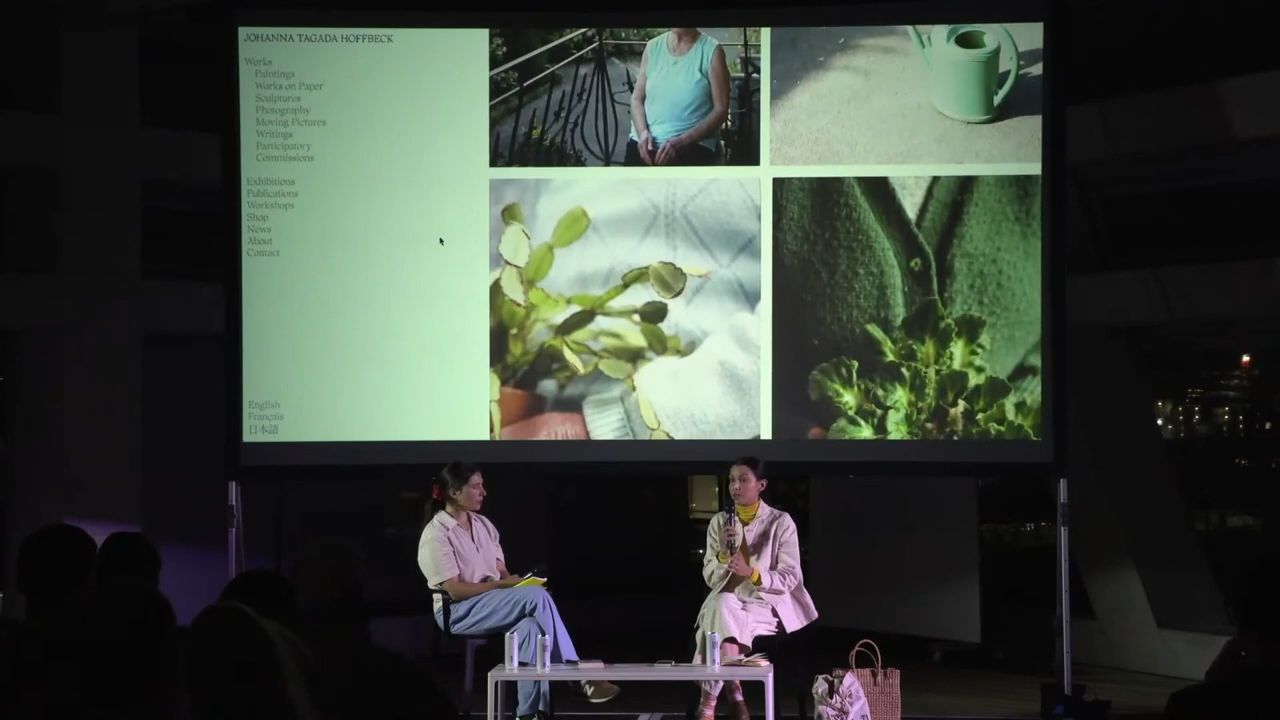 JOHANNA TAGADA HOFFBECK
Works
Paintings
Works on Paper
Sculptures
Photography
Moving Pictures
Writings
Participatory
Commissions
Exhibitions
Publications
Workshops
Shop
News
About
Contact
English
Français
日本語